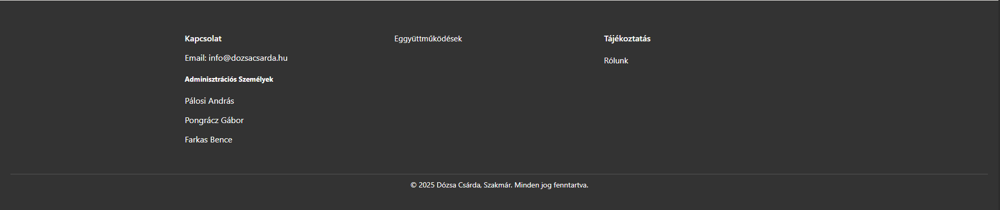 Kapcsolat
Email: info@dozsacsarda.hu
Adminisztrációs Személyek
Pálosi András
Pongrácz Gábor
Farkas Bence
Eggyüttműködések
Tájékoztatás
Rólunk
© 2025 Dózsa Csárda, Szakmár. Minden jog fenntartva.